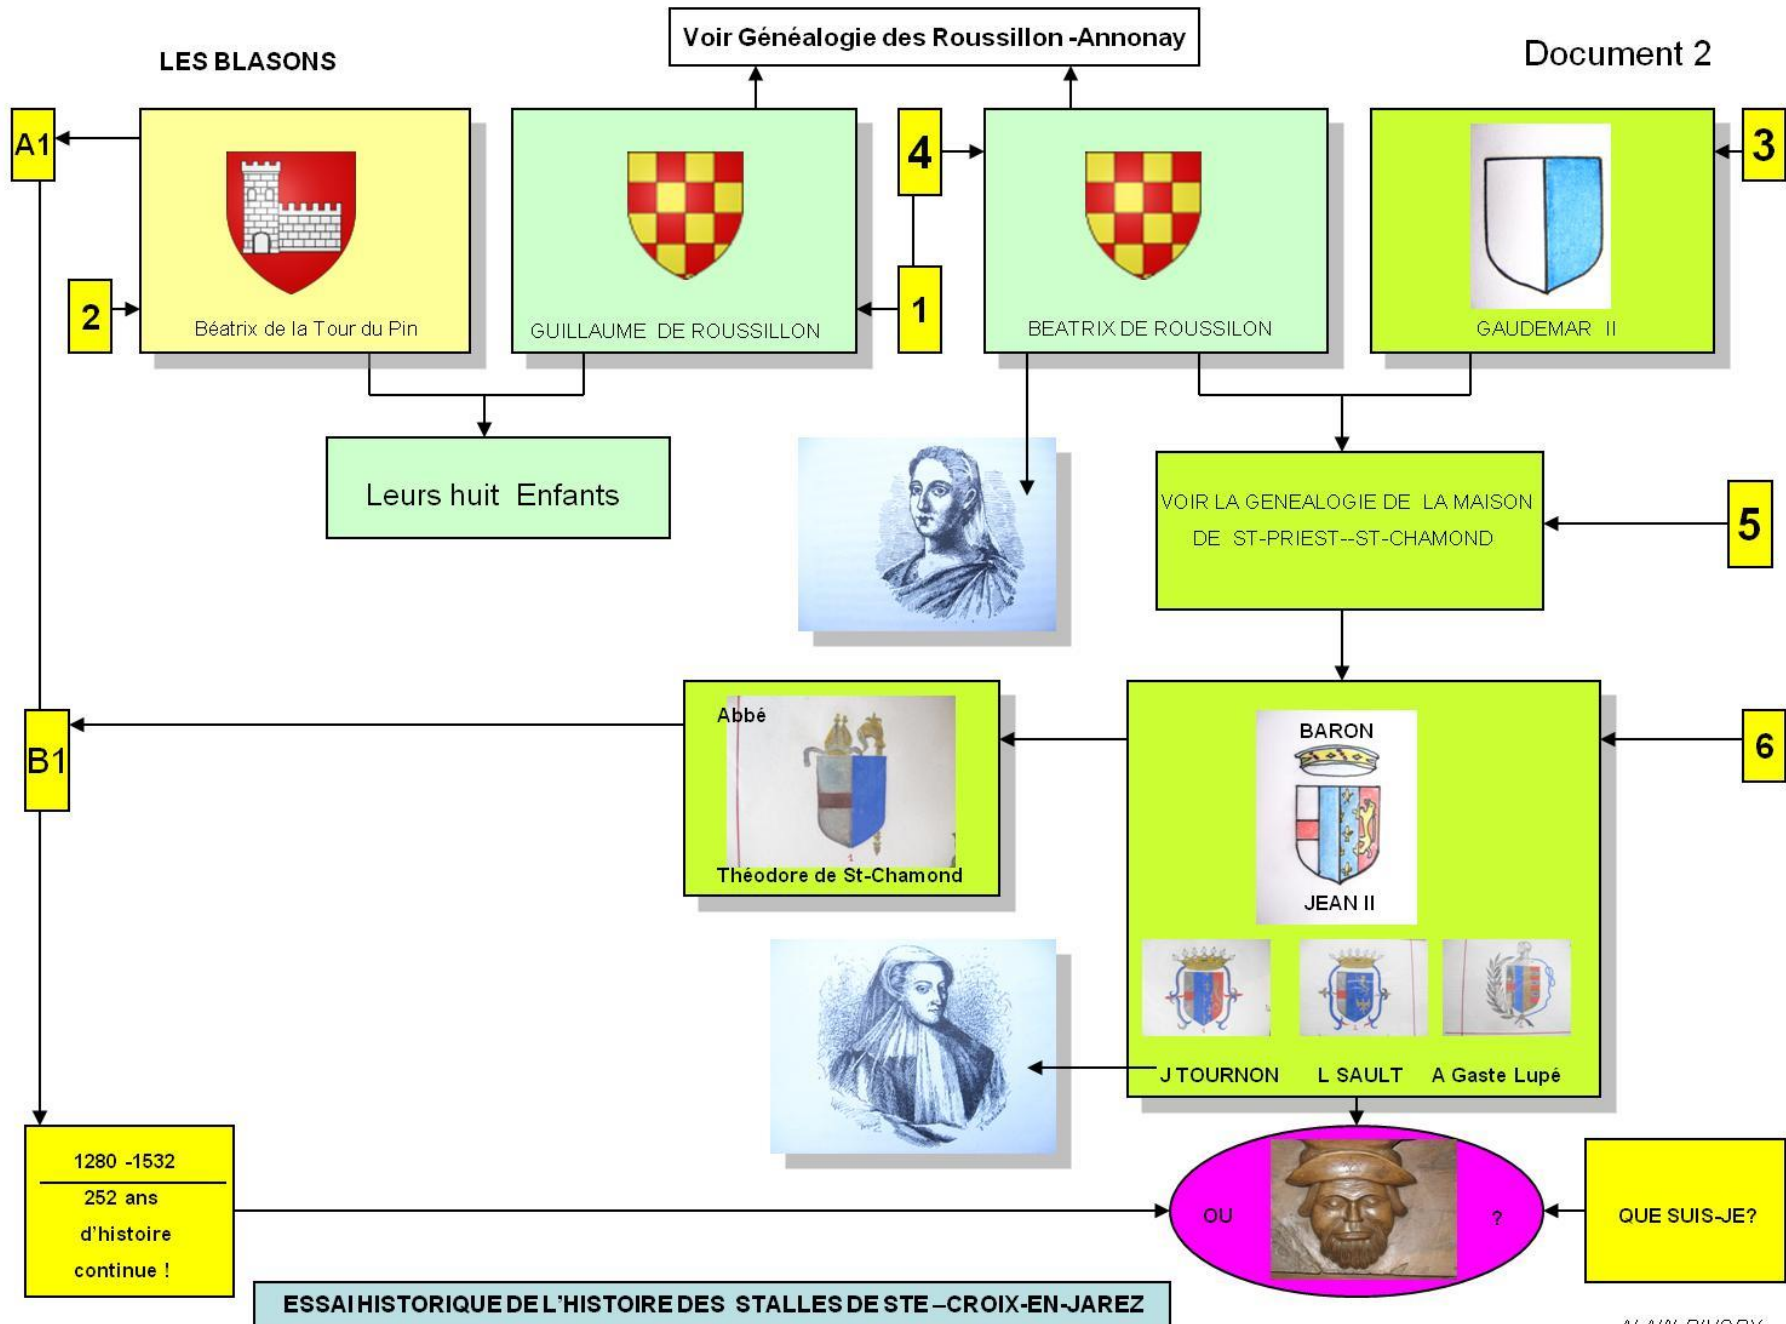 LES BLASONS
Voir Généalogie des Roussillon -Annonay
Document 2
A1
2
Béatrix de la Tour du Pin
GUILLAUME DE ROUSSILLON
4
1
BEATRIX DE ROUSSILON
GAUDEMAR II
3
Leurs huit Enfants
VOIR LA GENEALOGIE DE LA MAISON
DE ST-PRIEST--ST-CHAMOND
5
B1
Abbé
Théodore de St-Chamond
BARON
JEAN II
6
J TOURNON
L SAULT
A Gaste Lupé
1280 -1532
252 ans
d'histoire
continue !
OU
?
QUE SUIS-JE?
ESSAI HISTORIQUE DE L'HISTOIRE DES STALLES DE STE –CROIX-EN-JAREZ